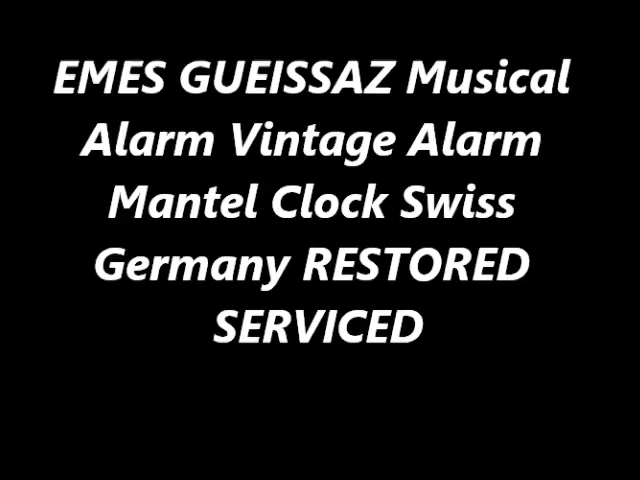 EMES GUEISSAZ Musical
Alarm Vintage Alarm
Mantel Clock Swiss
Germany RESTORED
SERVICED